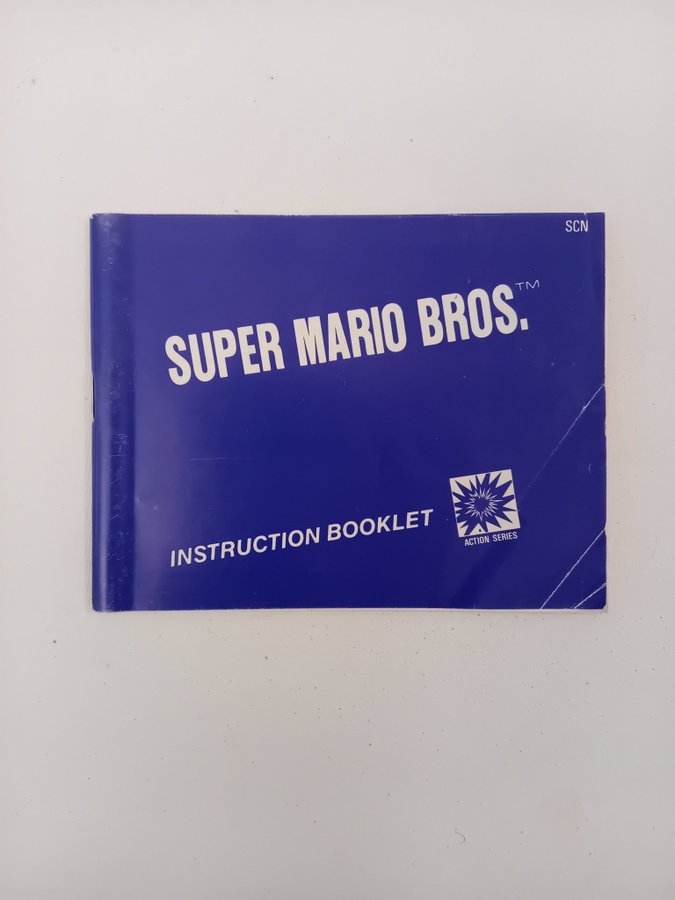 SCN
SUPER MARIO BROS.™
INSTRUCTION BOOKLET
ACTION SERIES